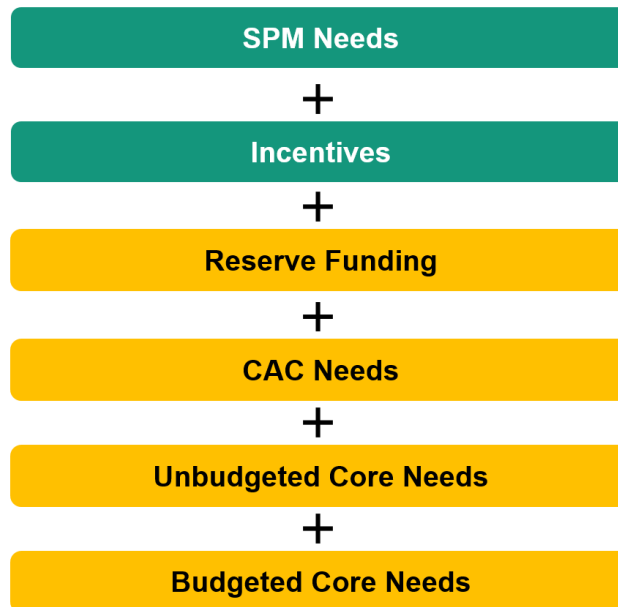 SPM Needs
+
Incentives
+
Reserve Funding
+
CAC Needs
+
Unbudgeted Core Needs
+
Budgeted Core Needs